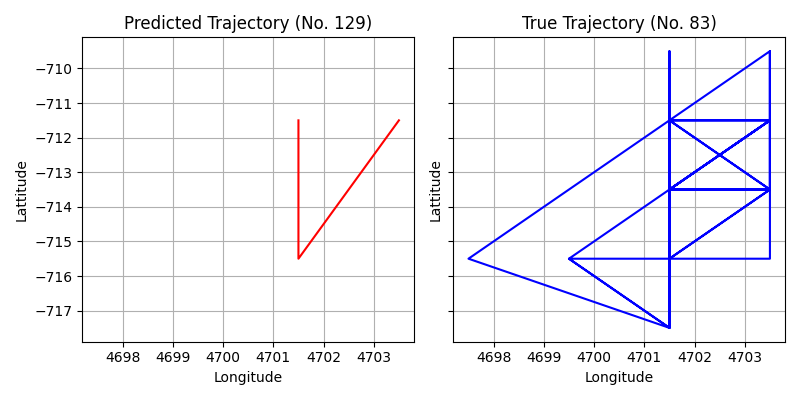 Predicted Trajectory (No. 129)
−710
−711
−712
−713
−714
−715
−716
−717
Lattitude
4698 4699 4700 4701 4702 4703
Longitude
True Trajectory (No. 83)
Lattitude
4698 4699 4700 4701 4702 4703
Longitude